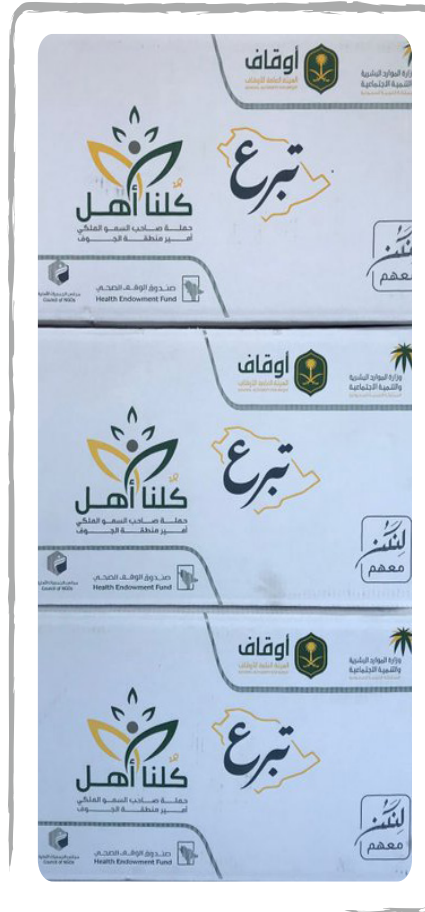 أوقاف
الهيئة العامة للأوقاف
وزارة الموارد البشرية
والتنمية الاجتماعية
تبرع
كلنا أهل
حملة صاحب السمو الملكي
أمير منطقة الجوف
لنكن
معهم
Council of NGOs
صندوق الوقف الصحي
Health Endowment Fund
أوقاف
الهيئة العامة للأوقاف
وزارة الموارد البشرية
والتنمية الاجتماعية
تبرع
كلنا أهل
حملة صاحب السمو الملكي
أمير منطقة الجوف
لنكن
معهم
Council of NGOs
صندوق الوقف الصحي
Health Endowment Fund
أوقاف
الهيئة العامة للأوقاف
وزارة الموارد البشرية
والتنمية الاجتماعية
تبرع
كلنا أهل
حملة صاحب السمو الملكي
أمير منطقة الجوف
لنكن
معهم
Council of NGOs
صندوق الوقف الصحي
Health Endowment Fund